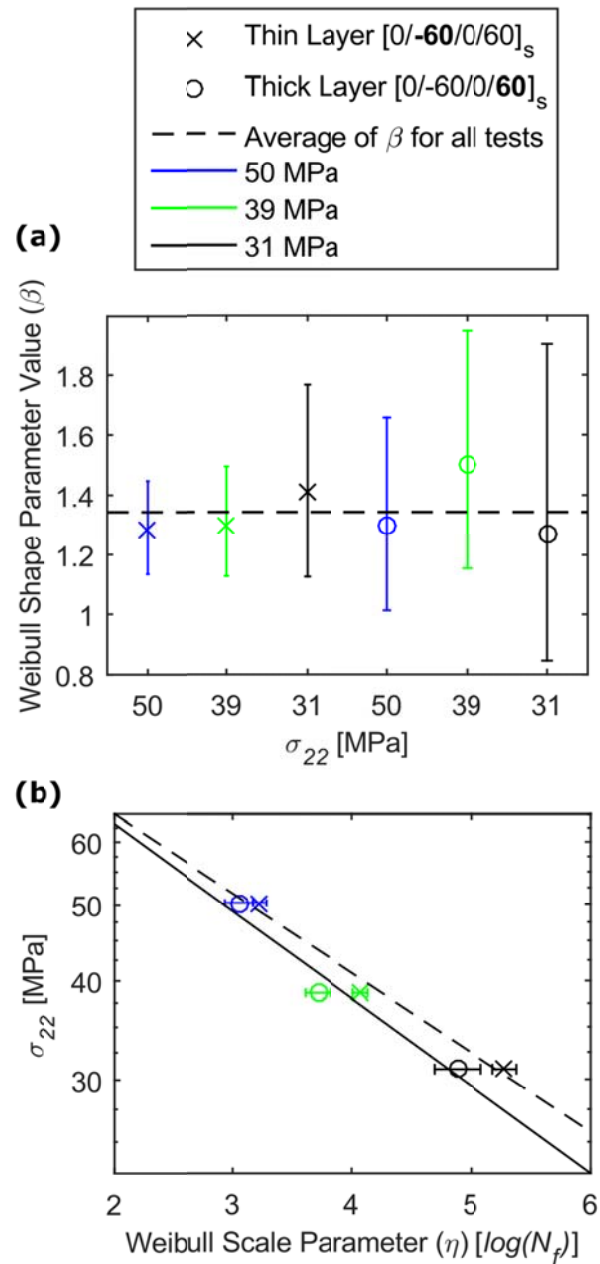 Thin Layer [0/-60/0/60]s
Thick Layer [0/-60/0/60]s
Average of β for all tests
50 MPa
39 MPa
31 MPa
(a)
Weibull Shape Parameter Value (β)
1.8
1.6
1.4
1.2
1
0.8
50 39 31 50 39 31
σ22 [MPa]
(b)
σ22 [MPa]
60
50
40
30
2 3 4 5 6
Weibull Scale Parameter (η) [log(Nf)]